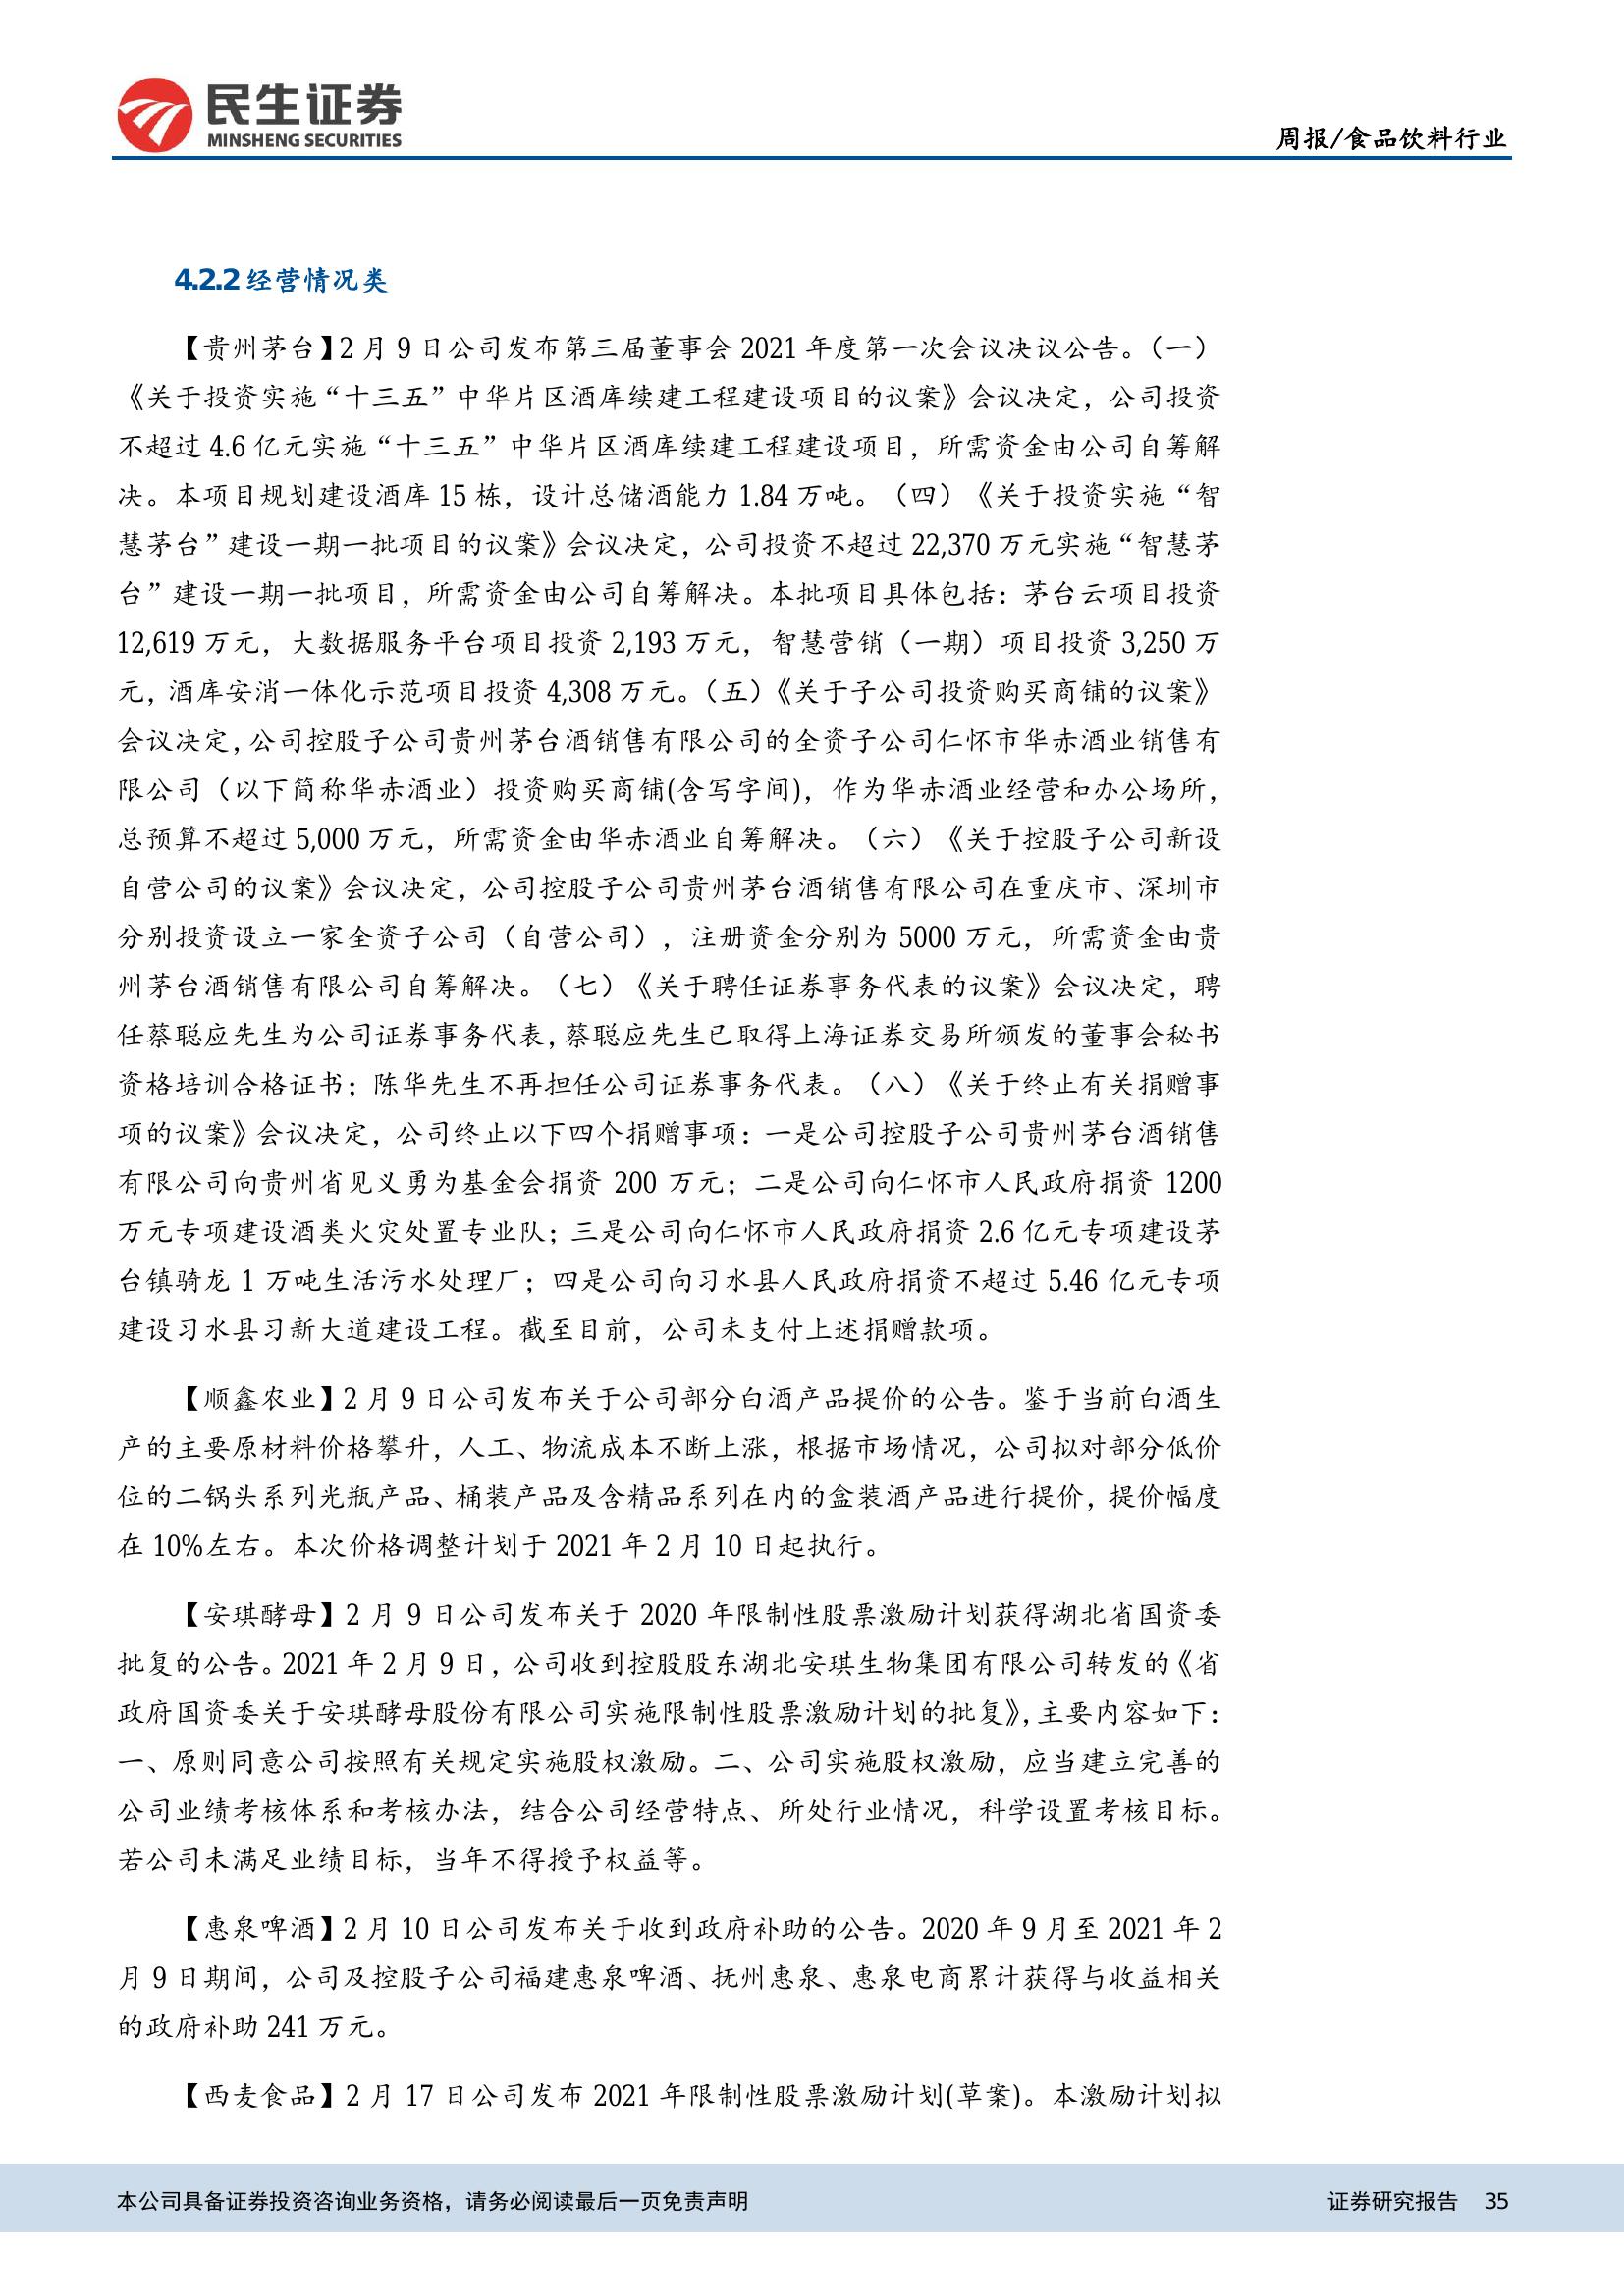 民生证券
MINSHENG SECURITIES
周报/食品饮料行业
4.2.2 经营情况类
【贵州茅台】2 月 9 日公司发布第三届董事会 2021 年度第一次会议决议公告。（一）
《关于投资实施“十三五”中华片区酒库续建工程建设项目的议案》会议决定，公司投资
不超过 4.6 亿元实施“十三五”中华片区酒库续建工程建设项目，所需资金由公司自筹解
决。本项目规划建设酒库 15 栋，设计总储酒能力 1.84 万吨。（四）《关于投资实施“智
慧茅台”建设一期一批项目的议案》会议决定，公司投资不超过 22,370 万元实施“智慧茅
台”建设一期一批项目，所需资金由公司自筹解决。本批项目具体包括：茅台云项目投资
12,619 万元，大数据服务平台项目投资 2,193 万元，智慧营销（一期）项目投资 3,250 万
元，酒库安消一体化示范项目投资 4,308 万元。（五）《关于子公司投资购买商铺的议案》
会议决定，公司控股子公司贵州茅台酒销售有限公司的全资子公司仁怀市华赤酒业销售有
限公司（以下简称华赤酒业）投资购买商铺(含写字间)，作为华赤酒业经营和办公场所，
总预算不超过 5,000 万元，所需资金由华赤酒业自筹解决。（六）《关于控股子公司新设
自营公司的议案》会议决定，公司控股子公司贵州茅台酒销售有限公司在重庆市、深圳市
分别投资设立一家全资子公司（自营公司），注册资金分别为 5000 万元，所需资金由贵
州茅台酒销售有限公司自筹解决。（七）《关于聘任证券事务代表的议案》会议决定，聘
任蔡聪应先生为公司证券事务代表，蔡聪应先生已取得上海证券交易所颁发的董事会秘书
资格培训合格证书；陈华先生不再担任公司证券事务代表。（八）《关于终止有关捐赠事
项的议案》会议决定，公司终止以下四个捐赠事项：一是公司控股子公司贵州茅台酒销售
有限公司向贵州省见义勇为基金会捐资 200 万元；二是公司向仁怀市人民政府捐资 1200
万元专项建设酒类火灾处置专业队；三是公司向仁怀市人民政府捐资 2.6 亿元专项建设茅
台镇骑龙 1 万吨生活污水处理厂；四是公司向习水县人民政府捐资不超过 5.46 亿元专项
建设习水县习新大道建设工程。截至目前，公司未支付上述捐赠款项。
【顺鑫农业】2 月 9 日公司发布关于公司部分白酒产品提价的公告。鉴于当前白酒生
产的主要原材料价格攀升，人工、物流成本不断上涨，根据市场情况，公司拟对部分低价
位的二锅头系列光瓶产品、桶装产品及含精品系列在内的盒装酒产品进行提价，提价幅度
在 10%左右。本次价格调整计划于 2021 年 2 月 10 日起执行。
【安琪酵母】2 月 9 日公司发布关于 2020 年限制性股票激励计划获得湖北省国资委
批复的公告。2021 年 2 月 9 日，公司收到控股股东湖北安琪生物集团有限公司转发的《省
政府国资委关于安琪酵母股份有限公司实施限制性股票激励计划的批复》，主要内容如下：
一、原则同意公司按照有关规定实施股权激励。二、公司实施股权激励，应当建立完善的
公司业绩考核体系和考核办法，结合公司经营特点、所处行业情况，科学设置考核目标。
若公司未满足业绩目标，当年不得授予权益等。
【惠泉啤酒】2 月 10 日公司发布关于收到政府补助的公告。2020 年 9 月至 2021 年 2
月 9 日期间，公司及控股子公司福建惠泉啤酒、抚州惠泉、惠泉电商累计获得与收益相关
的政府补助 241 万元。
【西麦食品】2 月 17 日公司发布 2021 年限制性股票激励计划(草案)。本激励计划拟
本公司具备证券投资咨询业务资格，请务必阅读最后一页免责声明
证券研究报告 35